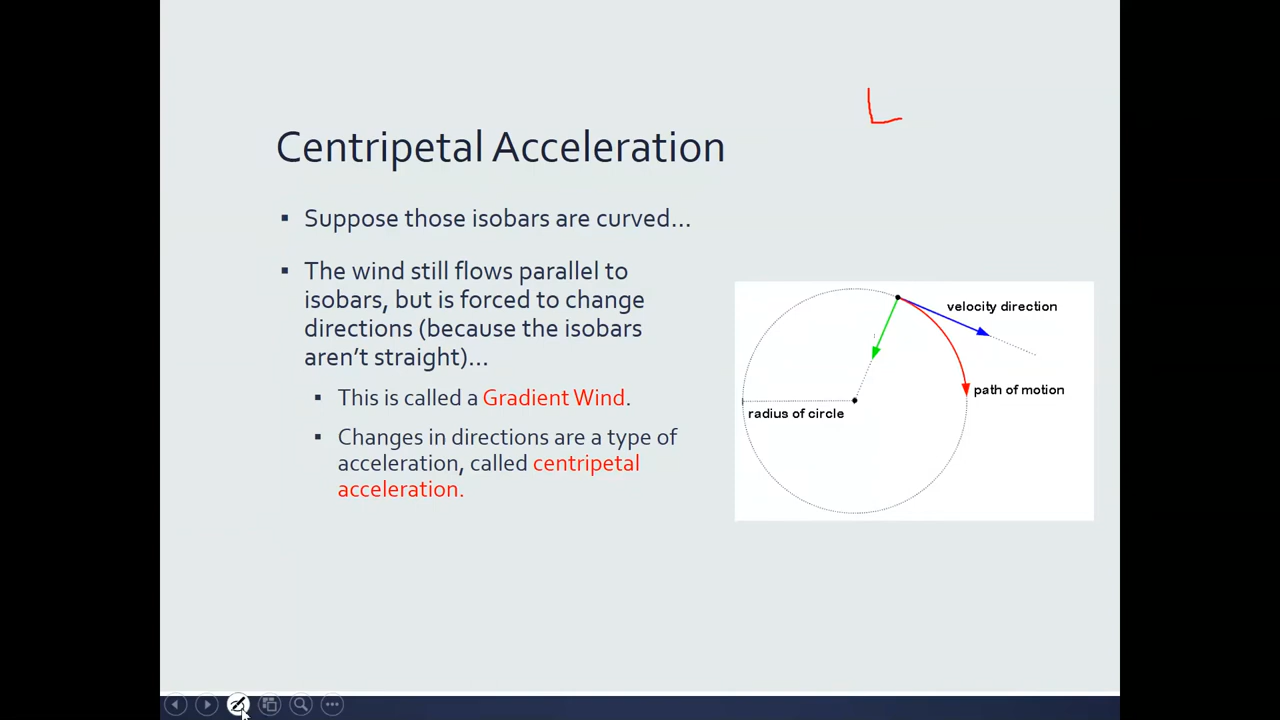 L
Centripetal Acceleration
▪ Suppose those isobars are curved...
▪ The wind still flows parallel to
isobars, but is forced to change
directions (because the isobars
aren't straight)...
▪ This is called a Gradient Wind.
▪ Changes in directions are a type of
acceleration, called centripetal
acceleration.
velocity direction
path of motion
radius of circle